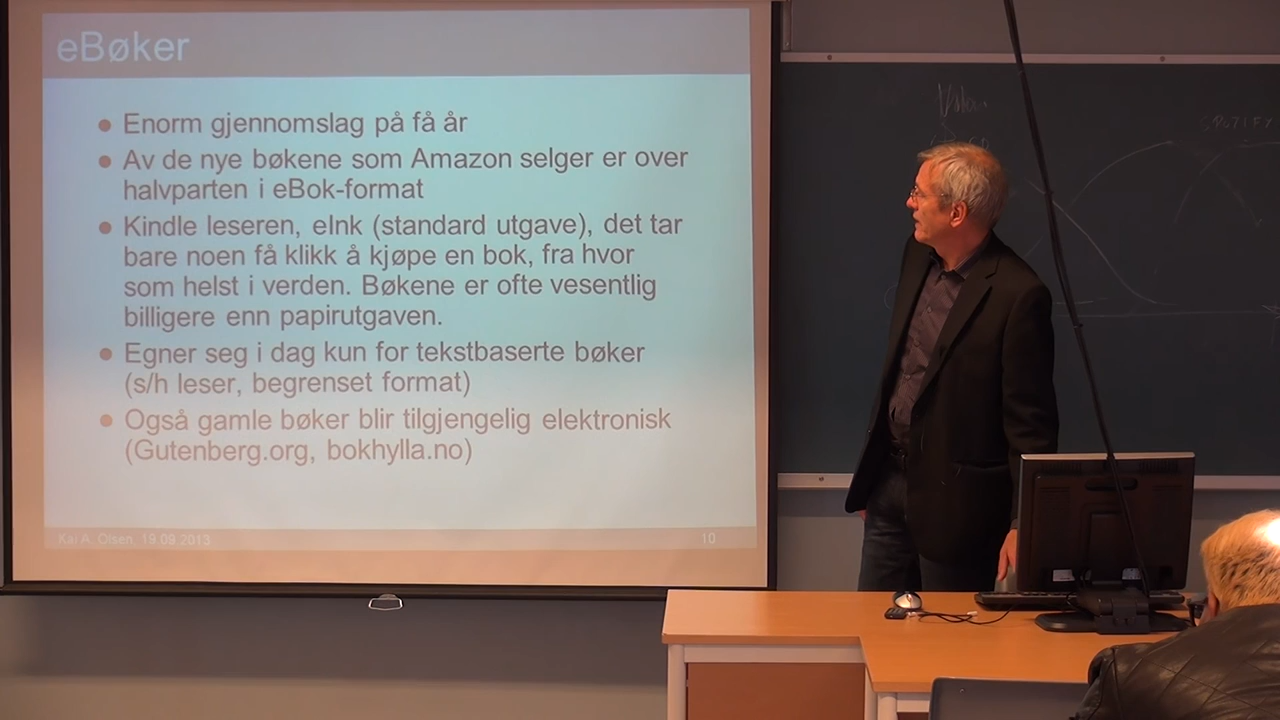 eBøker
Enorm gjennomslag på få år
Av de nye bøkene som Amazon selger er over
halvparten i eBok-format
Kindle leseren, eInk (standard utgave), det tar
bare noen få klikk å kjøpe en bok, fra hvor
som helst i verden. Bøkene er ofte vesentlig
billigere enn papirutgaven.
Egner seg i dag kun for tekstbaserte bøker
(s/h leser, begrenset format)
Også gamle bøker blir tilgjengelig elektronisk
(Gutenberg.org, bokhylla.no)
Kai A. Olsen, 19.09.2013
10
SPOTIFY